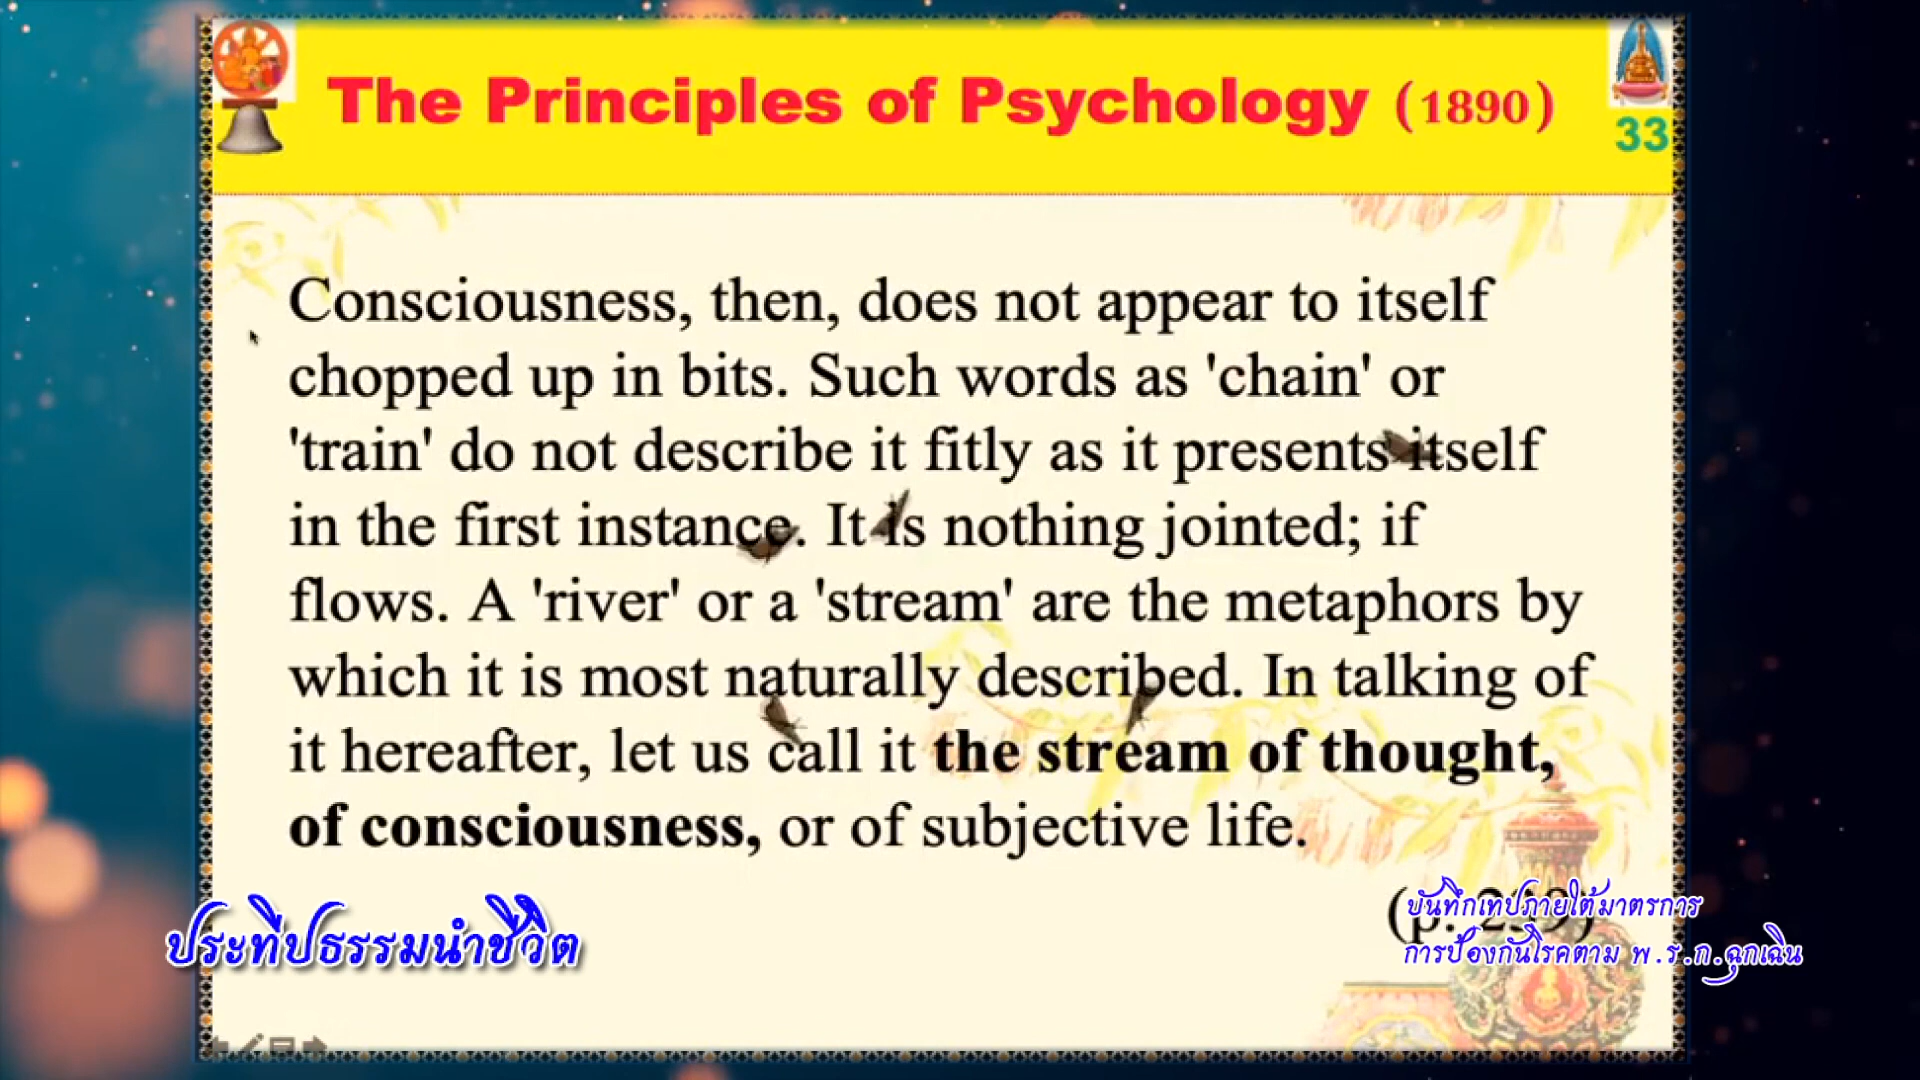 The Principles of Psychology (1890)
33
Consciousness, then, does not appear to itself
chopped up in bits. Such words as 'chain' or
'train' do not describe it fitly as it presents itself
in the first instance. It is nothing jointed; if
flows. A 'river' or a 'stream' are the metaphors by
which it is most naturally described. In talking of
it hereafter, let us call it the stream of thought,
of consciousness, or of subjective life.
(p. 239)
ประทีปธรรมนำชีวิต
บันทึกเทปภายใต้มาตรการ
การป้องกันโรคตาม พ.ร.ก.ฉุกเฉิน